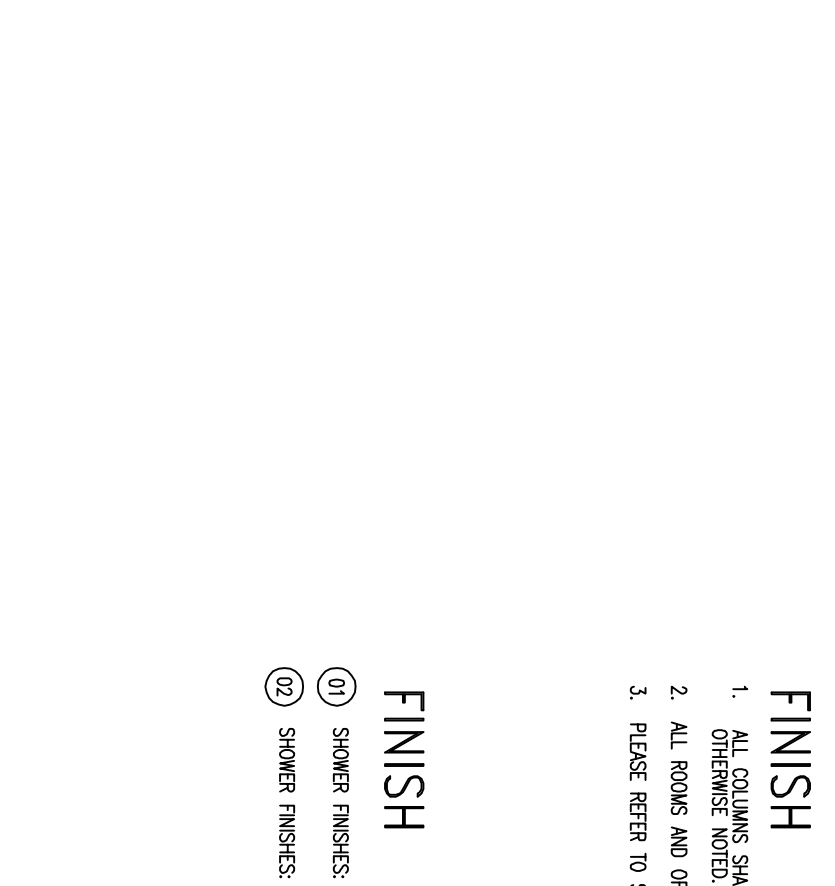 FINISH
1. ALL COLUMNS SHA
OTHERWISE NOTED.
2. ALL ROOMS AND OF
3. PLEASE REFER TO S
FINISH
01 SHOWER FINISHES:
02 SHOWER FINISHES: